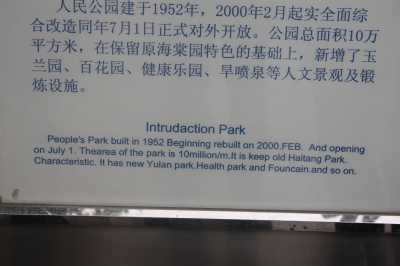 人民公园建于1952年，2000年2月起实全面综
合改造同年7月1日正式对外开放。公园总面积10万
平方米，在保留原海棠园特色的基础上，新增了玉
兰园、百花园、健康乐园、旱喷泉等人文景观及锻
炼设施。
Intrudaction Park
People's Park built in 1952 Beginning rebuilt on 2000.FEB. And opening
on July 1. Thearea of the park is 10million/m.It is keep old Haitang Park.
Characteristic. It has new Yulan park.Health park and Founcain.and so on.